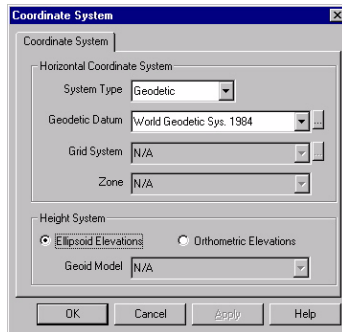 Coordinate System
Coordinate System
Horizontal Coordinate System
System Type Geodetic
Geodetic Datum World Geodetic Sys. 1984 ...
Grid System N/A ...
Zone N/A
Height System
Ellipsoid Elevations Orthometric Elevations
Geoid Model N/A
OK Cancel Apply Help